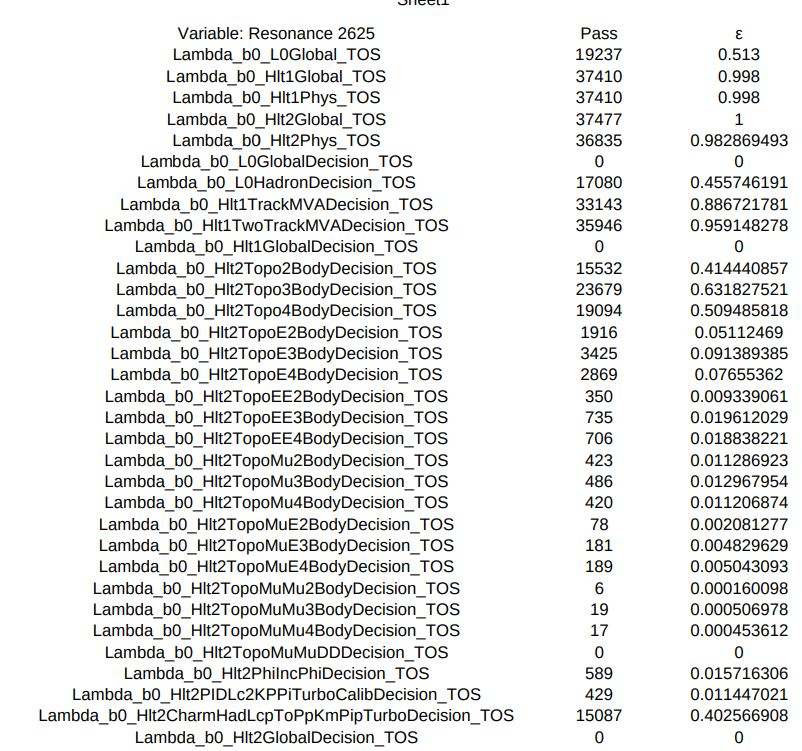 Sheet1
Variable: Resonance 2625 Pass ε
Lambda_b0_L0Global_TOS 19237 0.513
Lambda_b0_Hlt1Global_TOS 37410 0.998
Lambda_b0_Hlt1Phys_TOS 37410 0.998
Lambda_b0_Hlt2Global_TOS 37477 1
Lambda_b0_Hlt2Phys_TOS 36835 0.982869493
Lambda_b0_L0GlobalDecision_TOS 0 0
Lambda_b0_L0HadronDecision_TOS 17080 0.455746191
Lambda_b0_Hlt1TrackMVADecision_TOS 33143 0.886721781
Lambda_b0_Hlt1TwoTrackMVADecision_TOS 35946 0.959148278
Lambda_b0_Hlt1GlobalDecision_TOS 0 0
Lambda_b0_Hlt2Topo2BodyDecision_TOS 15532 0.414440857
Lambda_b0_Hlt2Topo3BodyDecision_TOS 23679 0.631827521
Lambda_b0_Hlt2Topo4BodyDecision_TOS 19094 0.509485818
Lambda_b0_Hlt2TopoE2BodyDecision_TOS 1916 0.05112469
Lambda_b0_Hlt2TopoE3BodyDecision_TOS 3425 0.091389385
Lambda_b0_Hlt2TopoE4BodyDecision_TOS 2869 0.07655362
Lambda_b0_Hlt2TopoEE2BodyDecision_TOS 350 0.009339061
Lambda_b0_Hlt2TopoEE3BodyDecision_TOS 735 0.019612029
Lambda_b0_Hlt2TopoEE4BodyDecision_TOS 706 0.018838221
Lambda_b0_Hlt2TopoMu2BodyDecision_TOS 423 0.011286923
Lambda_b0_Hlt2TopoMu3BodyDecision_TOS 486 0.012967954
Lambda_b0_Hlt2TopoMu4BodyDecision_TOS 420 0.011206874
Lambda_b0_Hlt2TopoMuE2BodyDecision_TOS 78 0.002081277
Lambda_b0_Hlt2TopoMuE3BodyDecision_TOS 181 0.004829629
Lambda_b0_Hlt2TopoMuE4BodyDecision_TOS 189 0.005043093
Lambda_b0_Hlt2TopoMuMu2BodyDecision_TOS 6 0.000160098
Lambda_b0_Hlt2TopoMuMu3BodyDecision_TOS 19 0.000506978
Lambda_b0_Hlt2TopoMuMu4BodyDecision_TOS 17 0.000453612
Lambda_b0_Hlt2TopoMuMuDDDecision_TOS 0 0
Lambda_b0_Hlt2PhiIncPhiDecision_TOS 589 0.015716306
Lambda_b0_Hlt2PIDLc2KPPiTurboCalibDecision_TOS 429 0.011447021
Lambda_b0_Hlt2CharmHadLcpToPpKmPipTurboDecision_TOS 15087 0.402566908
Lambda_b0_Hlt2GlobalDecision_TOS 0 0